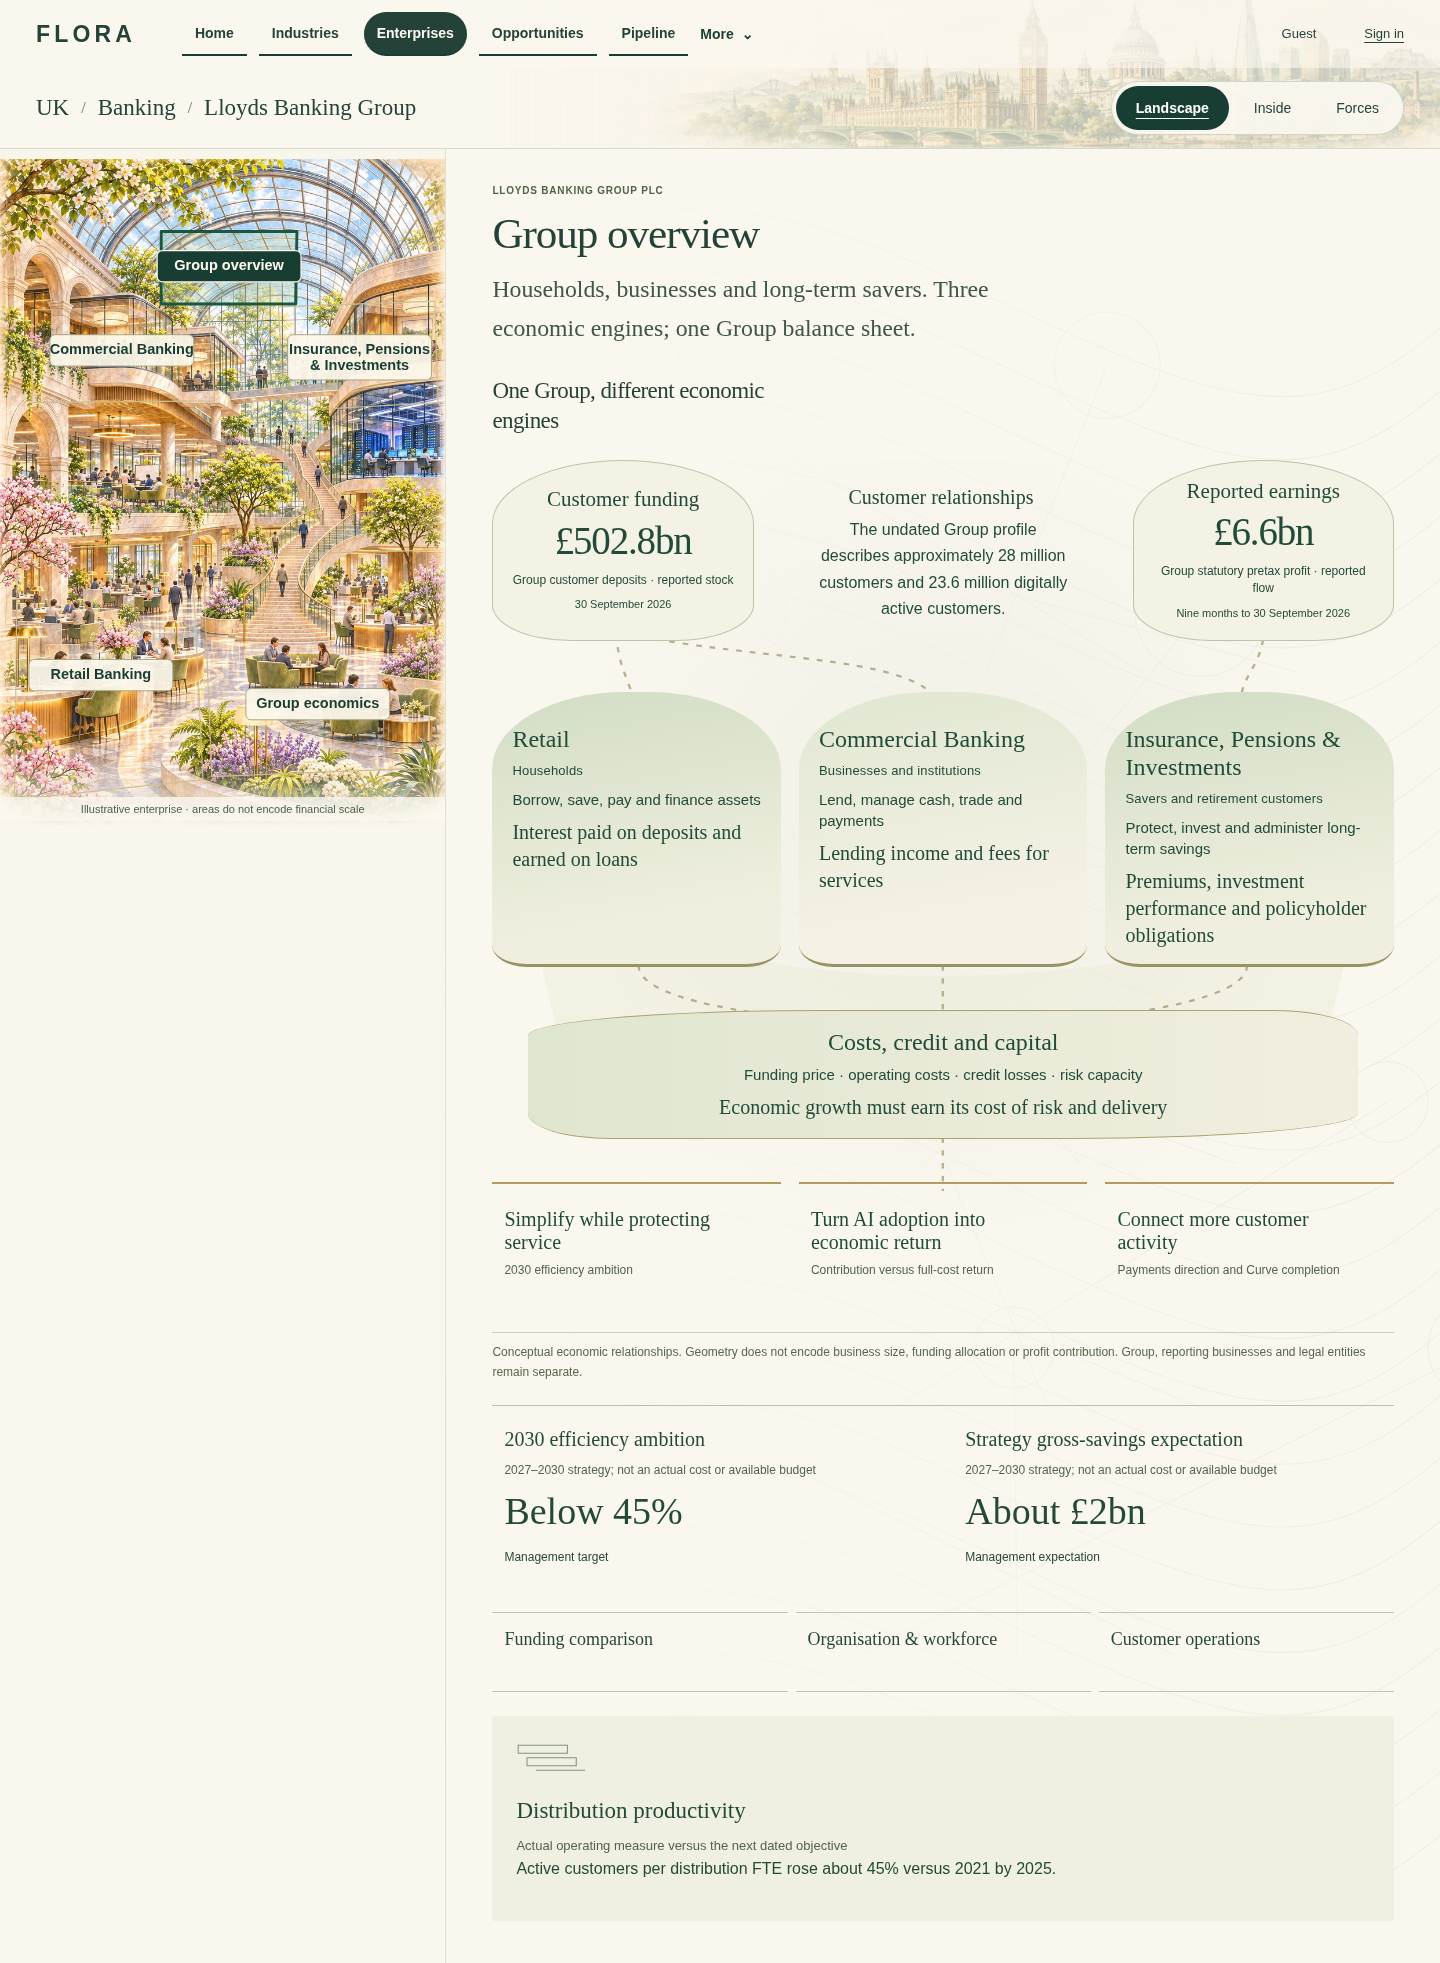 FLORA
Home
Industries
Enterprises
Opportunities
Pipeline
More
Guest
Sign in
UK / Banking / Lloyds Banking Group
Landscape
Inside
Forces
Group overview
Commercial Banking
Insurance, Pensions
& Investments
Retail Banking
Group economics
Illustrative enterprise · areas do not encode financial scale
LLOYDS BANKING GROUP PLC
Group overview
Households, businesses and long-term savers. Three
economic engines; one Group balance sheet.
One Group, different economic
engines
Customer funding
£502.8bn
Group customer deposits · reported stock
30 September 2026
Customer relationships
The undated Group profile
describes approximately 28 million
customers and 23.6 million digitally
active customers.
Reported earnings
£6.6bn
Group statutory pretax profit · reported
flow
Nine months to 30 September 2026
Retail
Households
Borrow, save, pay and finance assets
Interest paid on deposits and
earned on loans
Commercial Banking
Businesses and institutions
Lend, manage cash, trade and
payments
Lending income and fees for
services
Insurance, Pensions &
Investments
Savers and retirement customers
Protect, invest and administer long-
term savings
Premiums, investment
performance and policyholder
obligations
Costs, credit and capital
Funding price · operating costs · credit losses · risk capacity
Economic growth must earn its cost of risk and delivery
Simplify while protecting
service
2030 efficiency ambition
Turn AI adoption into
economic return
Contribution versus full-cost return
Connect more customer
activity
Payments direction and Curve completion
Conceptual economic relationships. Geometry does not encode business size, funding allocation or profit contribution. Group, reporting businesses and legal entities
remain separate.
2030 efficiency ambition
2027–2030 strategy; not an actual cost or available budget
Below 45%
Management target
Strategy gross-savings expectation
2027–2030 strategy; not an actual cost or available budget
About £2bn
Management expectation
Funding comparison
Organisation & workforce
Customer operations
Distribution productivity
Actual operating measure versus the next dated objective
Active customers per distribution FTE rose about 45% versus 2021 by 2025.